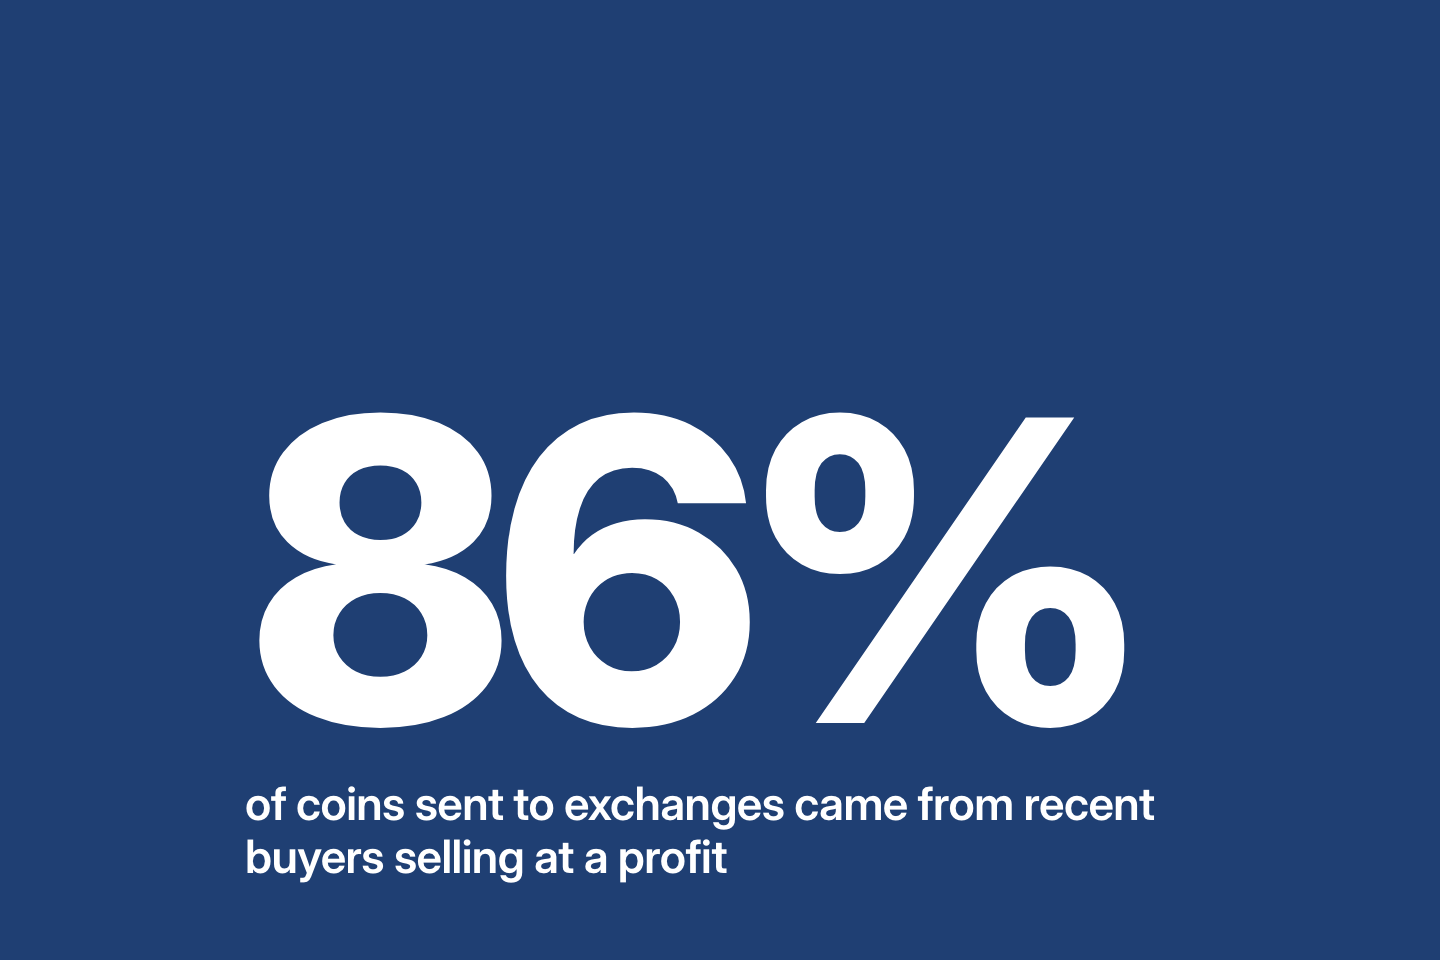 86%
of coins sent to exchanges came from recent
buyers selling at a profit